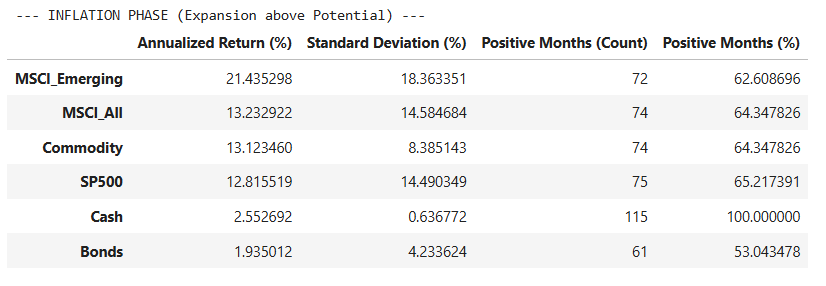 --- INFLATION PHASE (Expansion above Potential) ---
Annualized Return (%) Standard Deviation (%) Positive Months (Count) Positive Months (%)
MSCI_Emerging 21.435298 18.363351 72 62.608696
MSCI_All 13.232922 14.584684 74 64.347826
Commodity 13.123460 8.385143 74 64.347826
SP500 12.815519 14.490349 75 65.217391
Cash 2.552692 0.636772 115 100.000000
Bonds 1.935012 4.233624 61 53.043478